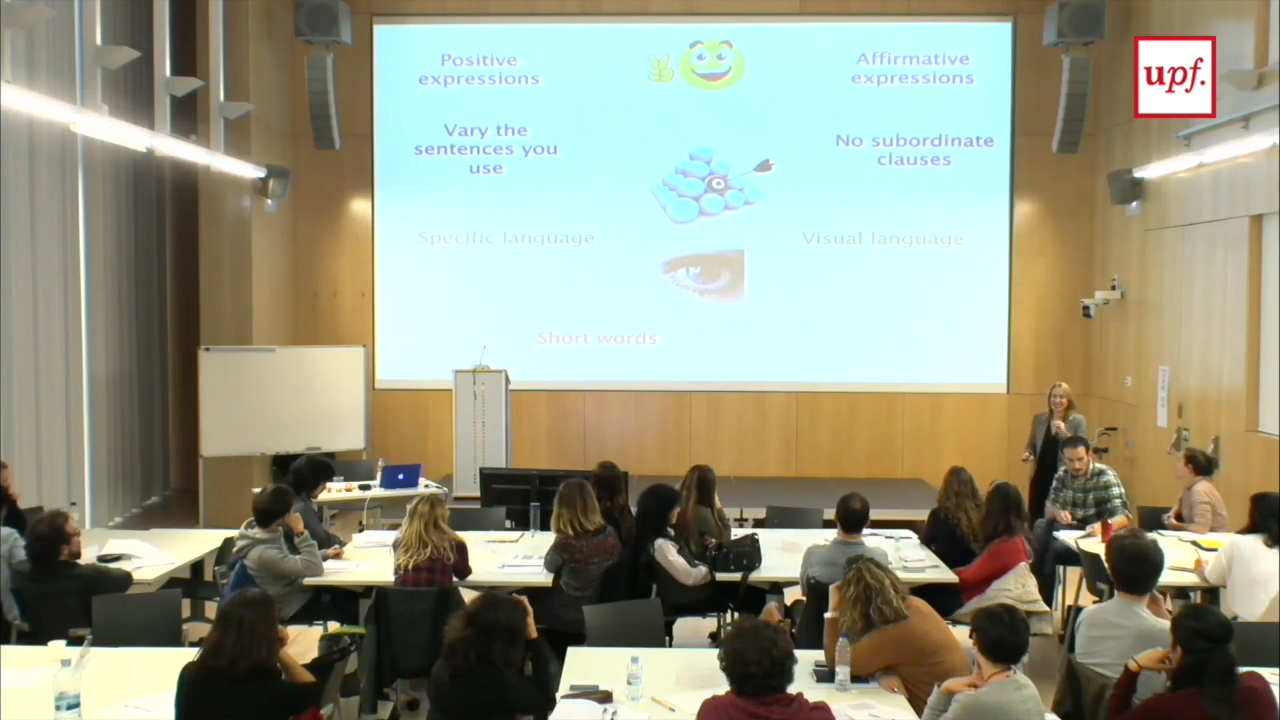 Positive
expressions
Affirmative
expressions
Vary the
sentences you
use
No subordinate
clauses
Specific language
Visual language
Short words
upf.